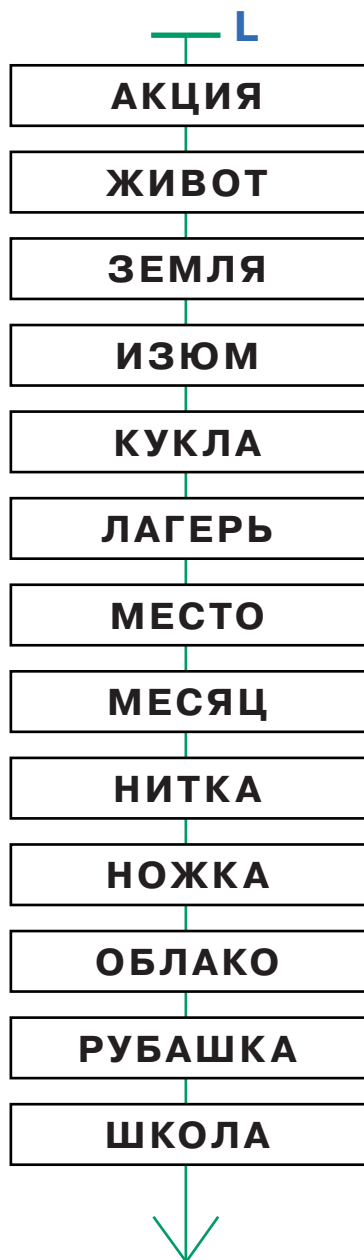 L
АКЦИЯ
ЖИВОТ
ЗЕМЛЯ
ИЗЮМ
КУКЛА
ЛАГЕРЬ
МЕСТО
МЕСЯЦ
НИТКА
НОЖКА
ОБЛАКО
РУБАШКА
ШКОЛА